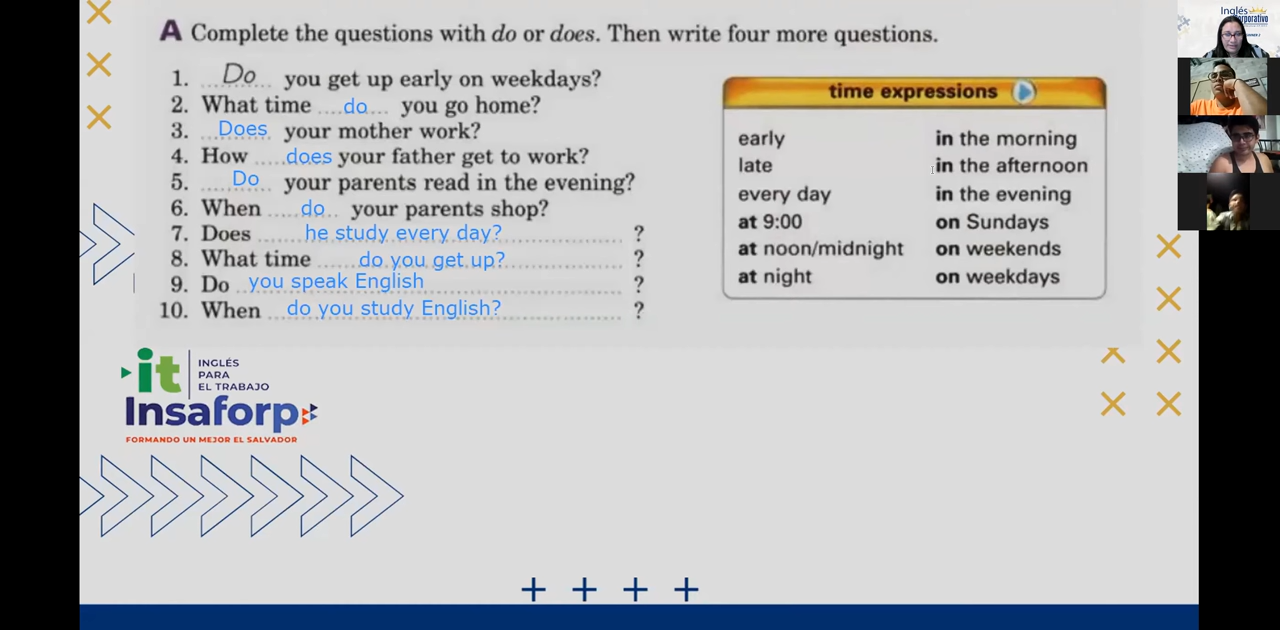 A Complete the questions with do or does. Then write four more questions.
1. Do you get up early on weekdays?
2. What time do you go home?
3. Does your mother work?
4. How does your father get to work?
5. Do your parents read in the evening?
6. When do your parents shop?
7. Does he study every day? ?
8. What time do you get up? ?
9. Do you speak English ?
10. When do you study English? ?
time expressions
early in the morning
late in the afternoon
every day in the evening
at 9:00 on Sundays
at noon/midnight on weekends
at night on weekdays
it INGLÉS
PARA
EL TRABAJO
Insaforp
FORMANDO UN MEJOR EL SALVADOR
Inglés
Corporativo